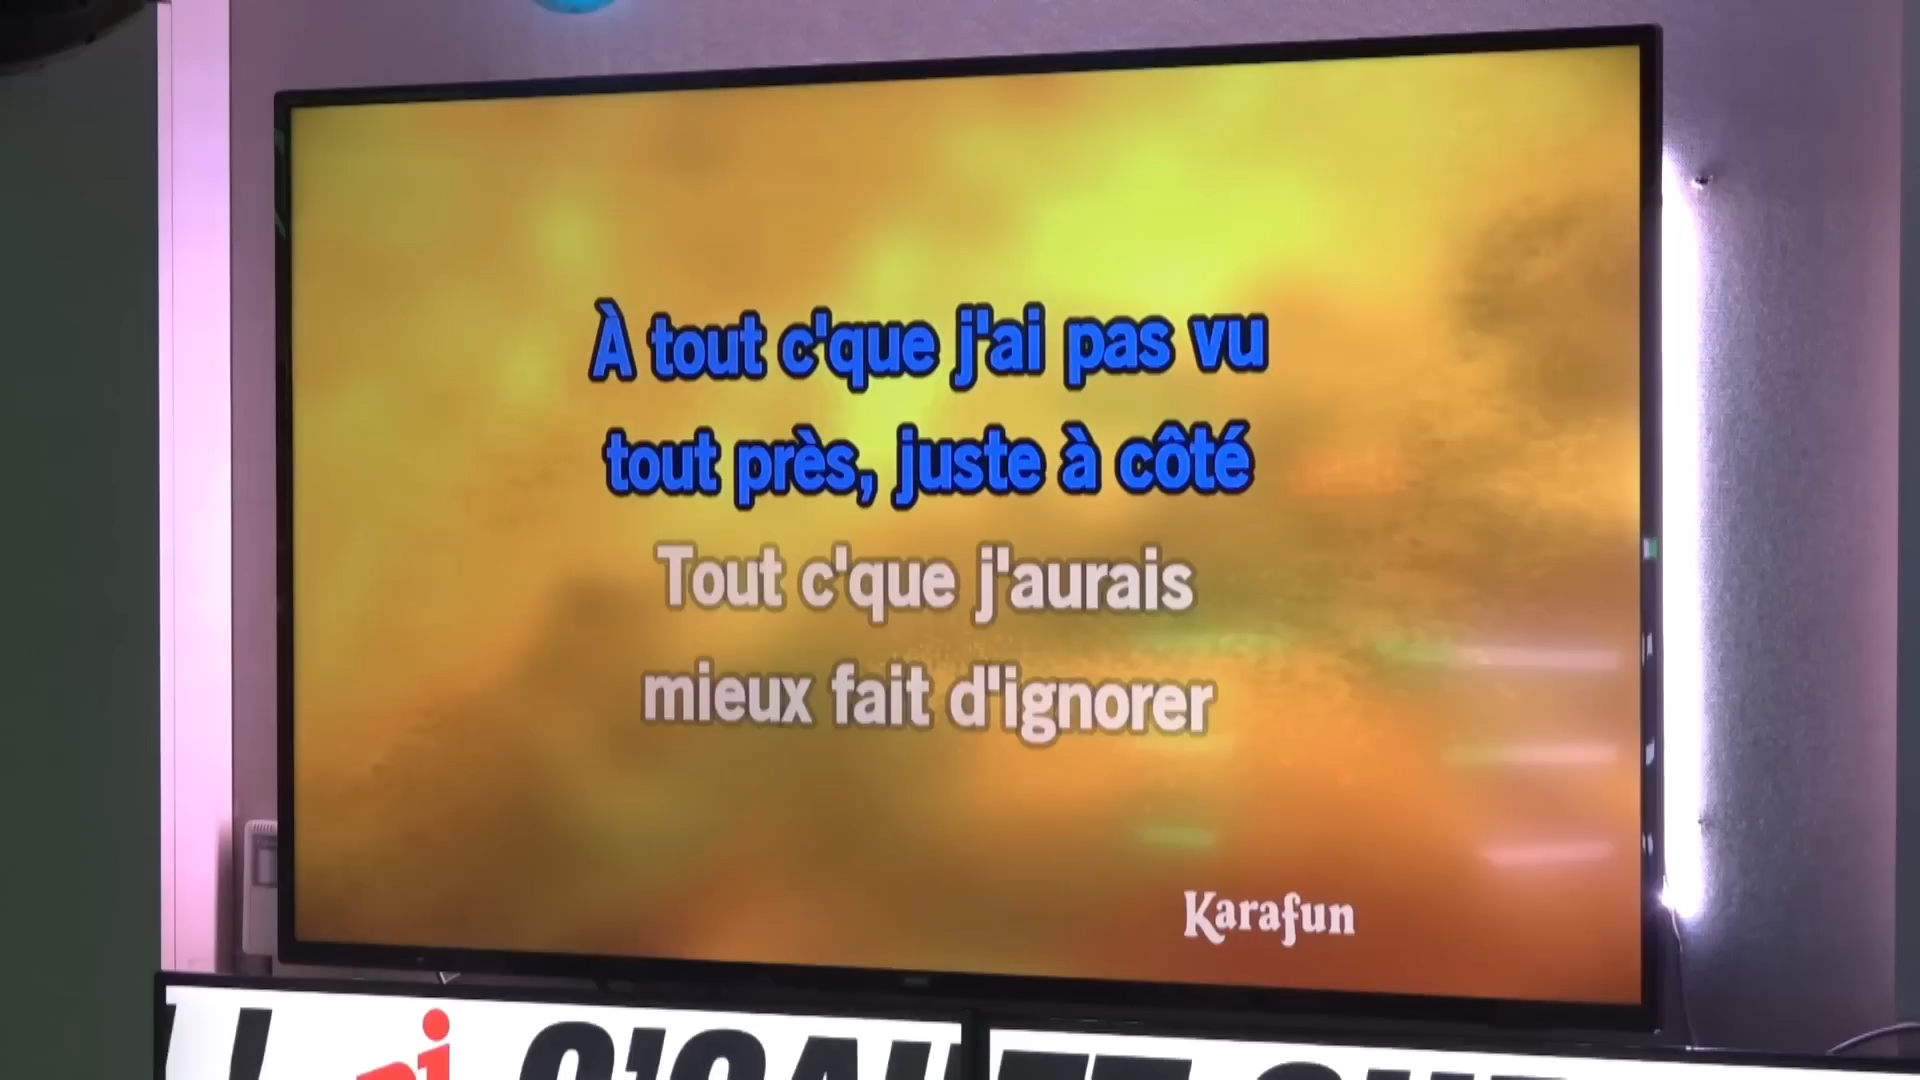 À tout c'que j'ai pas vu
tout près, juste à côté
Tout c'que j'aurais
mieux fait d'ignorer
Karafun